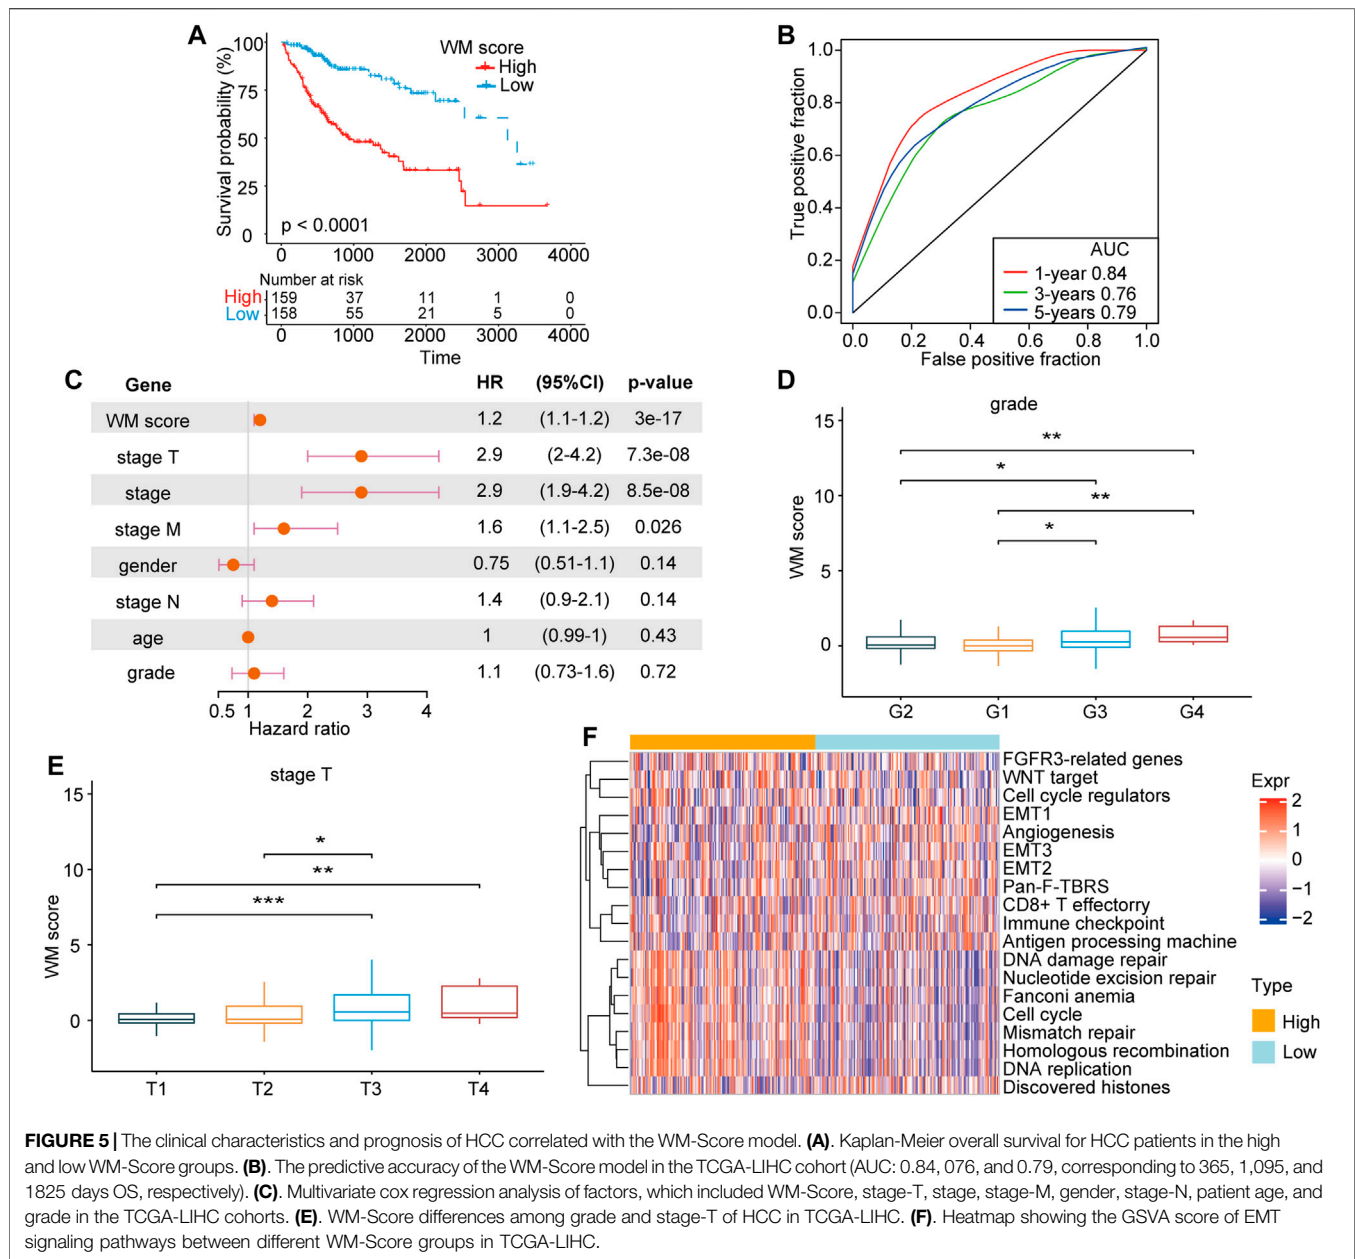 A
WM score
High
Low
Survival probability (%)
100
75
50
25
0
p < 0.0001
0 1000 2000 3000 4000
Number at risk
High 159 37 11 1 0
Low 158 55 21 5 0
0 1000 2000 3000 4000
Time
B
True positive fraction
1.0
0.8
0.6
0.4
0.2
0.0
AUC
1-year 0.84
3-years 0.76
5-years 0.79
0.0 0.2 0.4 0.6 0.8 1.0
False positive fraction
C
Gene HR (95%CI) p-value
WM score 1.2 (1.1-1.2) 3e-17
stage T 2.9 (2-4.2) 7.3e-08
stage 2.9 (1.9-4.2) 8.5e-08
stage M 1.6 (1.1-2.5) 0.026
gender 0.75 (0.51-1.1) 0.14
stage N 1.4 (0.9-2.1) 0.14
age 1 (0.99-1) 0.43
grade 1.1 (0.73-1.6) 0.72
0.5 1 2 3 4
Hazard ratio
D
grade
WM score
15
10
5
0
**
*
**
*
G2 G1 G3 G4
E
stage T
WM score
15
10
5
0
*
**
***
T1 T2 T3 T4
F
FGFR3-related genes
WNT target
Cell cycle regulators
EMT1
Angiogenesis
EMT3
EMT2
Pan-F-TBRS
CD8+ T effectorry
Immune checkpoint
Antigen processing machine
DNA damage repair
Nucleotide excision repair
Fanconi anemia
Cell cycle
Mismatch repair
Homologous recombination
DNA replication
Discovered histones
Expr
2
1
0
−1
−2
Type
High
Low
FIGURE 5 | The clinical characteristics and prognosis of HCC correlated with the WM-Score model. (A). Kaplan-Meier overall survival for HCC patients in the high
and low WM-Score groups. (B). The predictive accuracy of the WM-Score model in the TCGA-LIHC cohort (AUC: 0.84, 076, and 0.79, corresponding to 365, 1,095, and
1825 days OS, respectively). (C). Multivariate cox regression analysis of factors, which included WM-Score, stage-T, stage, stage-M, gender, stage-N, patient age, and
grade in the TCGA-LIHC cohorts. (E). WM-Score differences among grade and stage-T of HCC in TCGA-LIHC. (F). Heatmap showing the GSVA score of EMT
signaling pathways between different WM-Score groups in TCGA-LIHC.